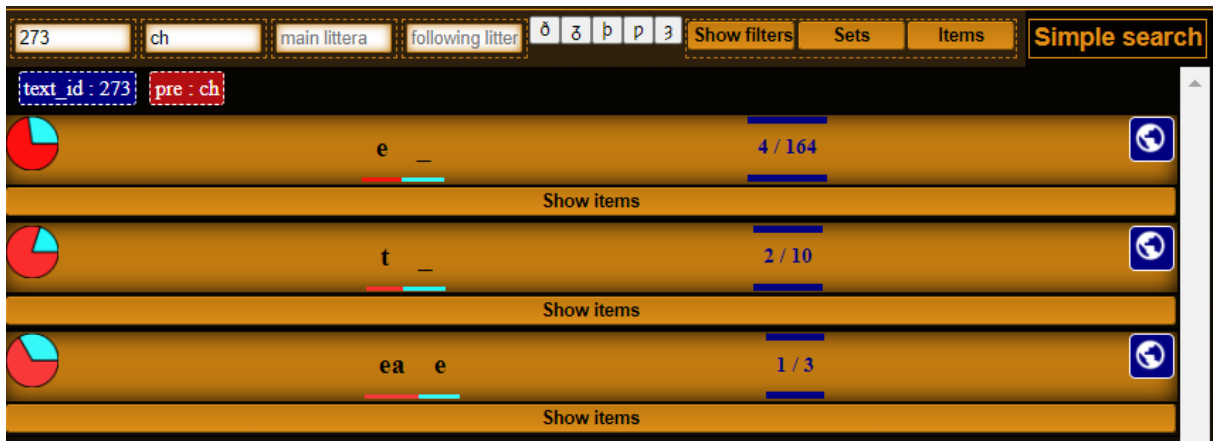 273 ch main littera following litter ð ʒ þ ƿ ȝ Show filters Sets Items Simple search
text_id : 273 pre : ch
e _ 4 / 164
Show items
t _ 2 / 10
Show items
ea e 1 / 3
Show items